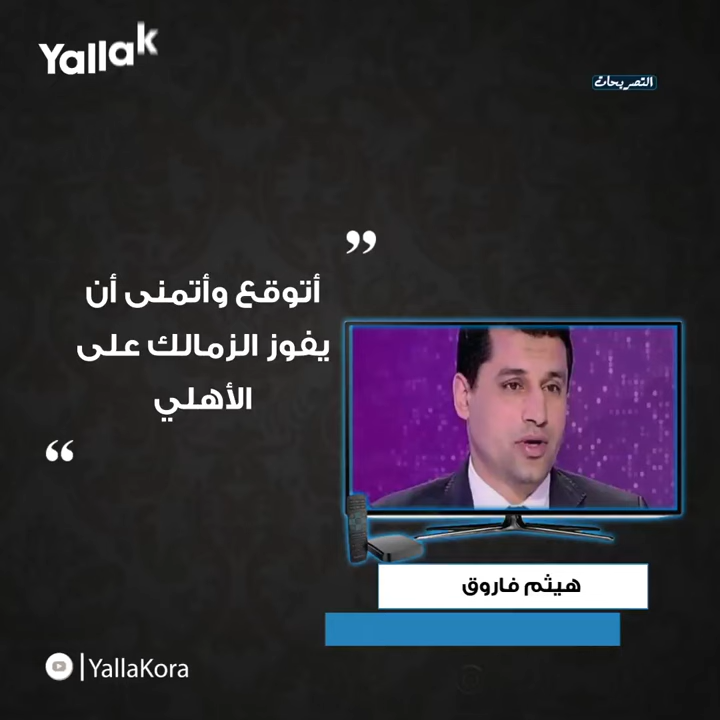 Yallak
التصريحات
”
أتوقع وأتمنى أن
يفوز الزمالك على
الأهلي
“
هيثم فاروق
YallaKora